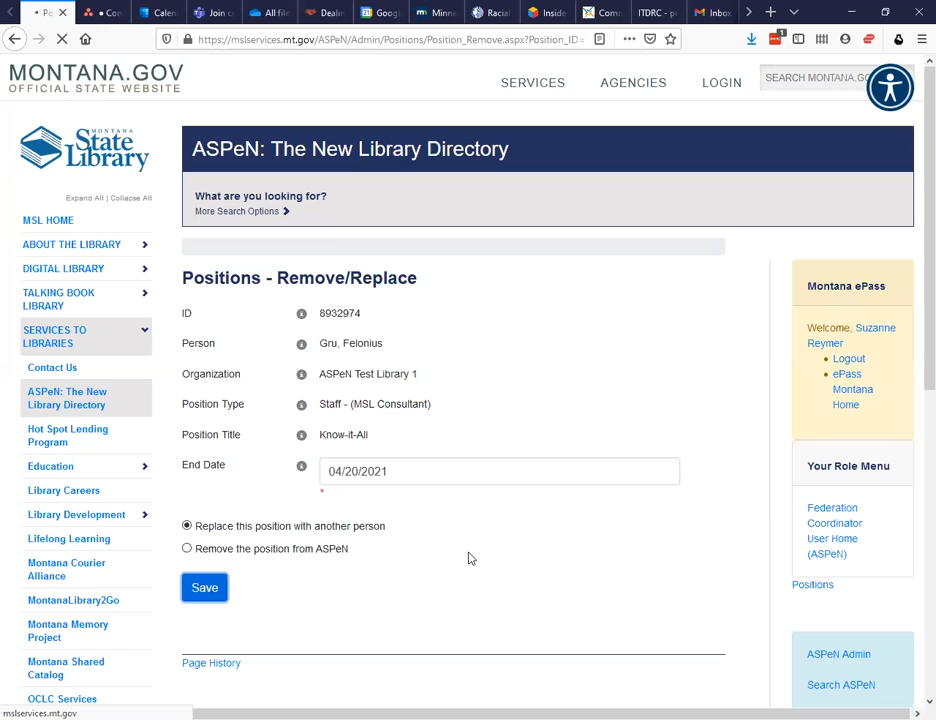 Po
Con
Calen
Join c
All file
Dealin
Goog
Minne
Racial
Inside
Comn
ITDRC - p
Inbox
https://mslservices.mt.gov/ASPeN/Admin/Positions/Position_Remove.aspx?Position_ID=
1
MONTANA.GOV
OFFICIAL STATE WEBSITE
SERVICES
AGENCIES
LOGIN
SEARCH MONTANA.GO
MONTANA
State
Library
Expand All | Collapse All
MSL HOME
ABOUT THE LIBRARY
DIGITAL LIBRARY
TALKING BOOK
LIBRARY
SERVICES TO
LIBRARIES
Contact Us
ASPeN: The New
Library Directory
Hot Spot Lending
Program
Education
Library Careers
Library Development
Lifelong Learning
Montana Courier
Alliance
MontanaLibrary2Go
Montana Memory
Project
Montana Shared
Catalog
OCLC Services
ASPeN: The New Library Directory
What are you looking for?
More Search Options
Positions - Remove/Replace
ID 8932974
Person Gru, Felonius
Organization ASPeN Test Library 1
Position Type Staff - (MSL Consultant)
Position Title Know-it-All
End Date 04/20/2021
*
Replace this position with another person
Remove the position from ASPeN
Save
Page History
Montana ePass
Welcome, Suzanne
Reymer
Logout
ePass
Montana
Home
Your Role Menu
Federation
Coordinator
User Home
(ASPeN)
Positions
ASPeN Admin
Search ASPeN
mslservices.mt.gov